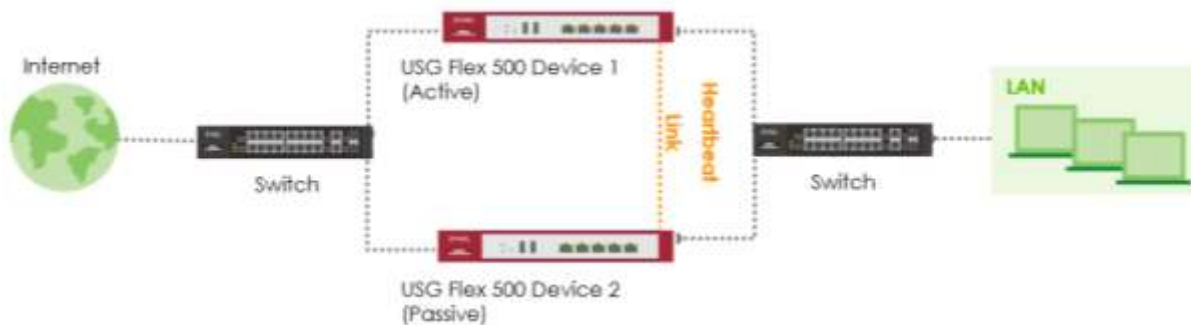 Internet
Switch
USG Flex 500 Device 1
(Active)
Heartbeat
Link
Switch
LAN
USG Flex 500 Device 2
(Passive)